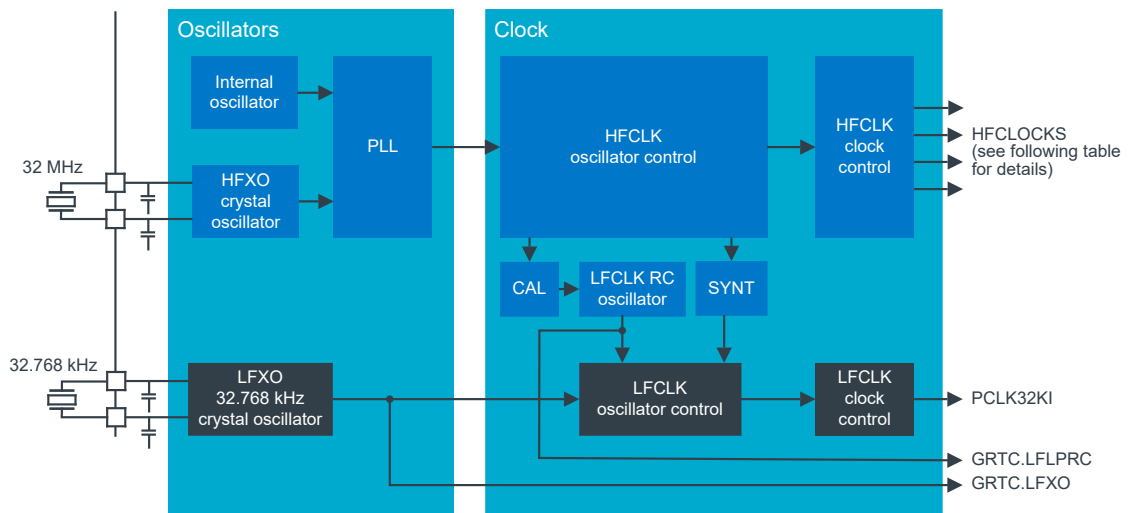 Oscillators
Clock
Internal
oscillator
PLL
HFCLK
oscillator control
HFCLK
clock
control
HFCLOCKS
(see following table
for details)
32 MHz
HFXO
crystal
oscillator
CAL
LFCLK RC
oscillator
SYNT
32.768 kHz
LFXO
32.768 kHz
crystal oscillator
LFCLK
oscillator control
LFCLK
clock
control
PCLK32KI
GRTC.LFLPRC
GRTC.LFXO